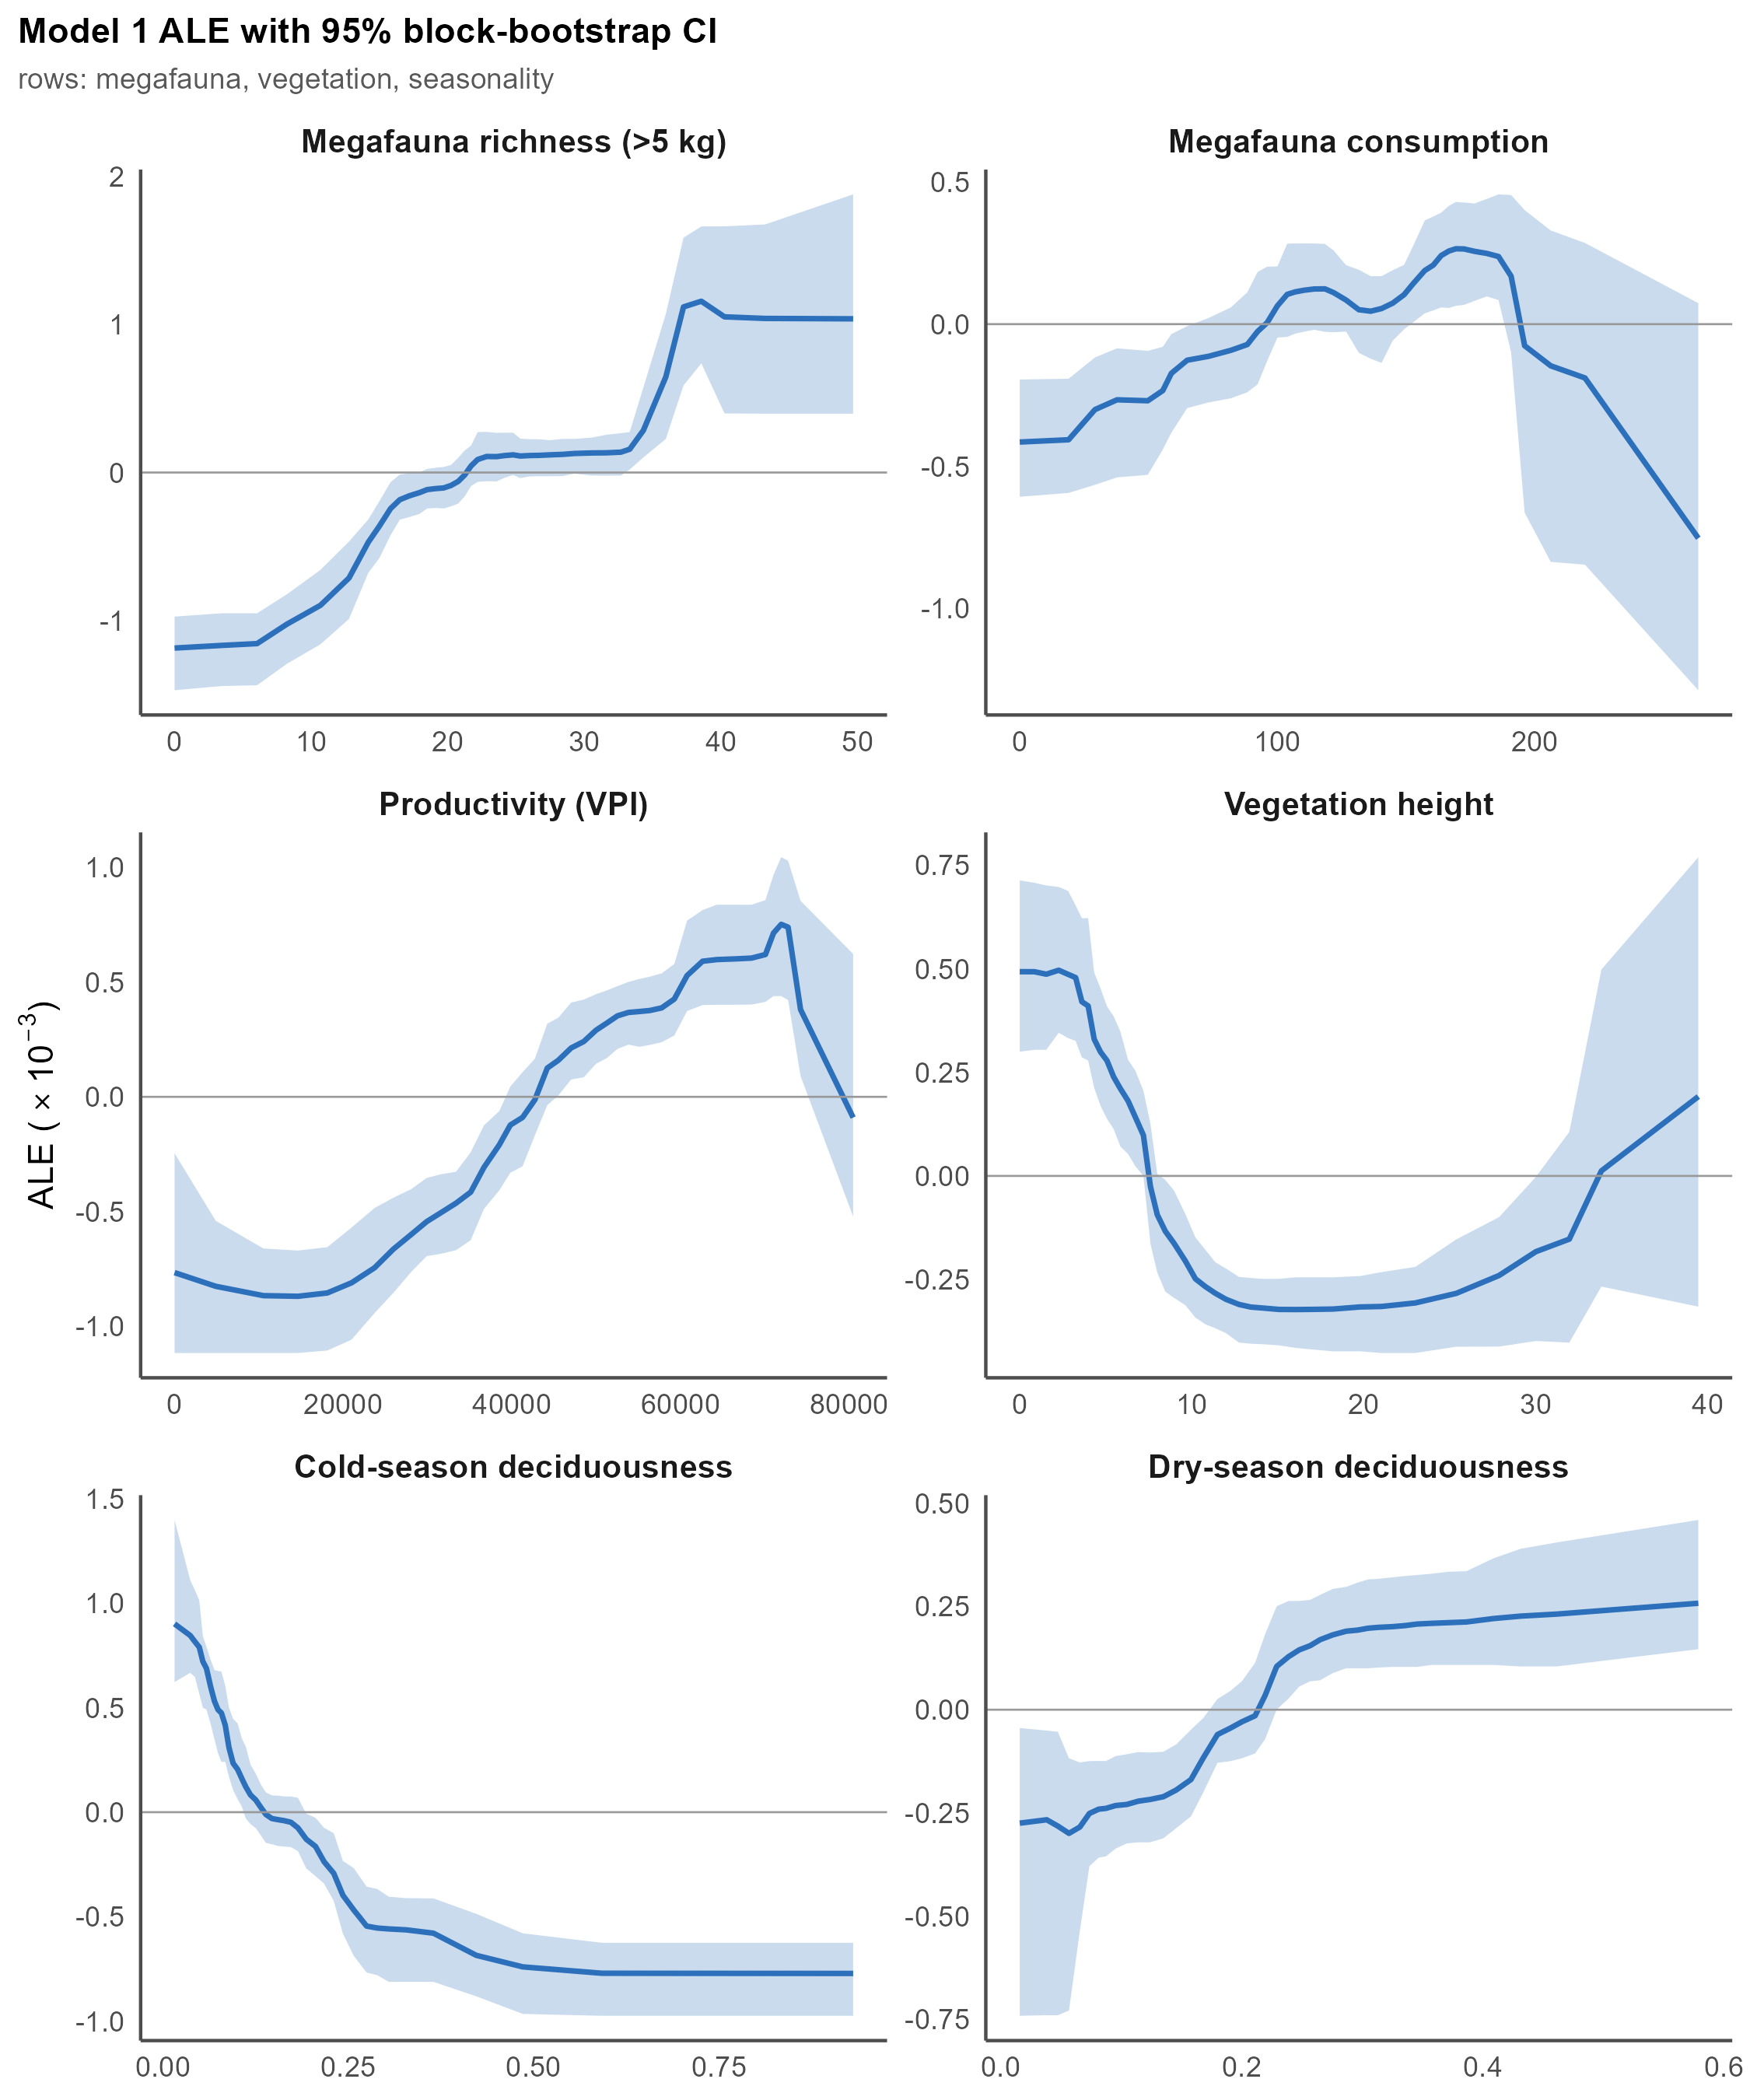 Model 1 ALE with 95% block-bootstrap CI
rows: megafauna, vegetation, seasonality
Megafauna richness (>5 kg)
2
1
0
-1
0 10 20 30 40 50
Megafauna consumption
0.5
0.0
-0.5
-1.0
0 100 200
ALE ( × 10⁻³)
Productivity (VPI)
1.0
0.5
0.0
-0.5
-1.0
0 20000 40000 60000 80000
Vegetation height
0.75
0.50
0.25
0.00
-0.25
0 10 20 30 40
Cold-season deciduousness
1.5
1.0
0.5
0.0
-0.5
-1.0
0.00 0.25 0.50 0.75
Dry-season deciduousness
0.50
0.25
0.00
-0.25
-0.50
-0.75
0.0 0.2 0.4 0.6